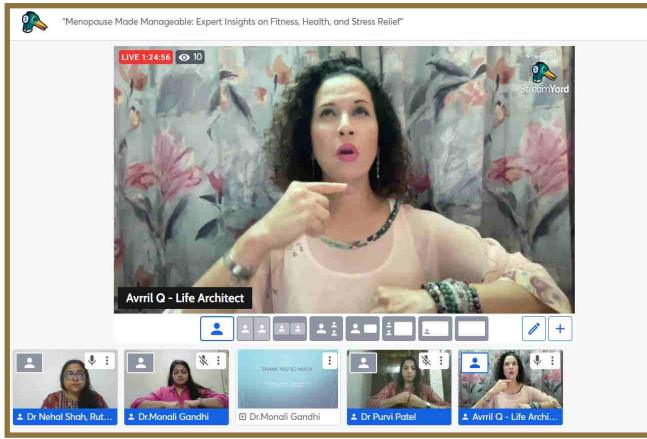 "Menopause Made Manageable: Expert Insights on Fitness, Health, and Stress Relief"
LIVE 1:24:56 10
Powered by
StreamYard
Avrril Q - Life Architect
THANK YOU SO MUCH
Dr Nehal Shah, Rut...
Dr.Monali Gandhi
Dr.Monali Gandhi
Dr Purvi Patel
Avrril Q - Life Archi...